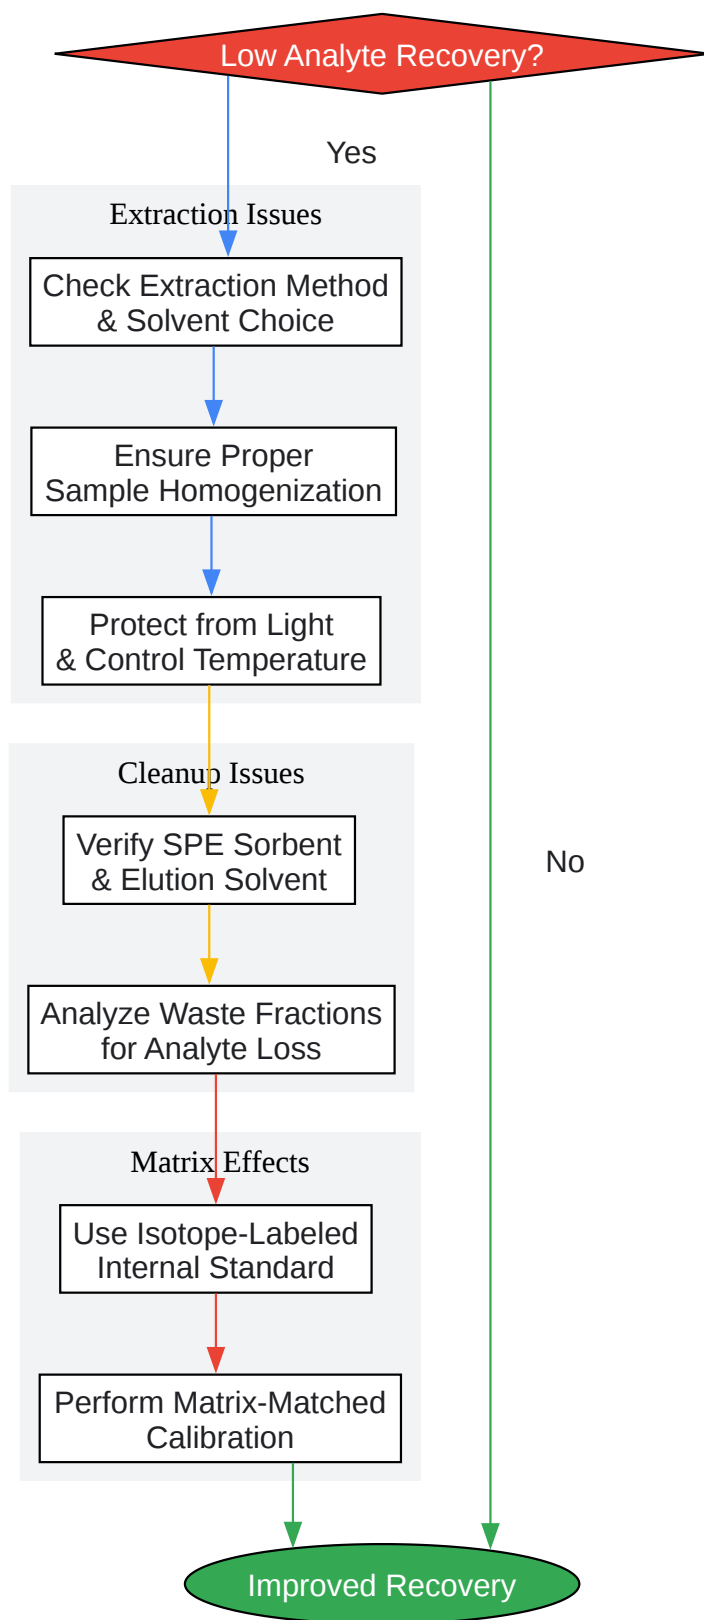 Low Analyte Recovery?
Yes
Extraction Issues
Check Extraction Method
& Solvent Choice
Ensure Proper
Sample Homogenization
Protect from Light
& Control Temperature
Cleanup Issues
Verify SPE Sorbent
& Elution Solvent
No
Analyze Waste Fractions
for Analyte Loss
Matrix Effects
Use Isotope-Labeled
Internal Standard
Perform Matrix-Matched
Calibration
Improved Recovery